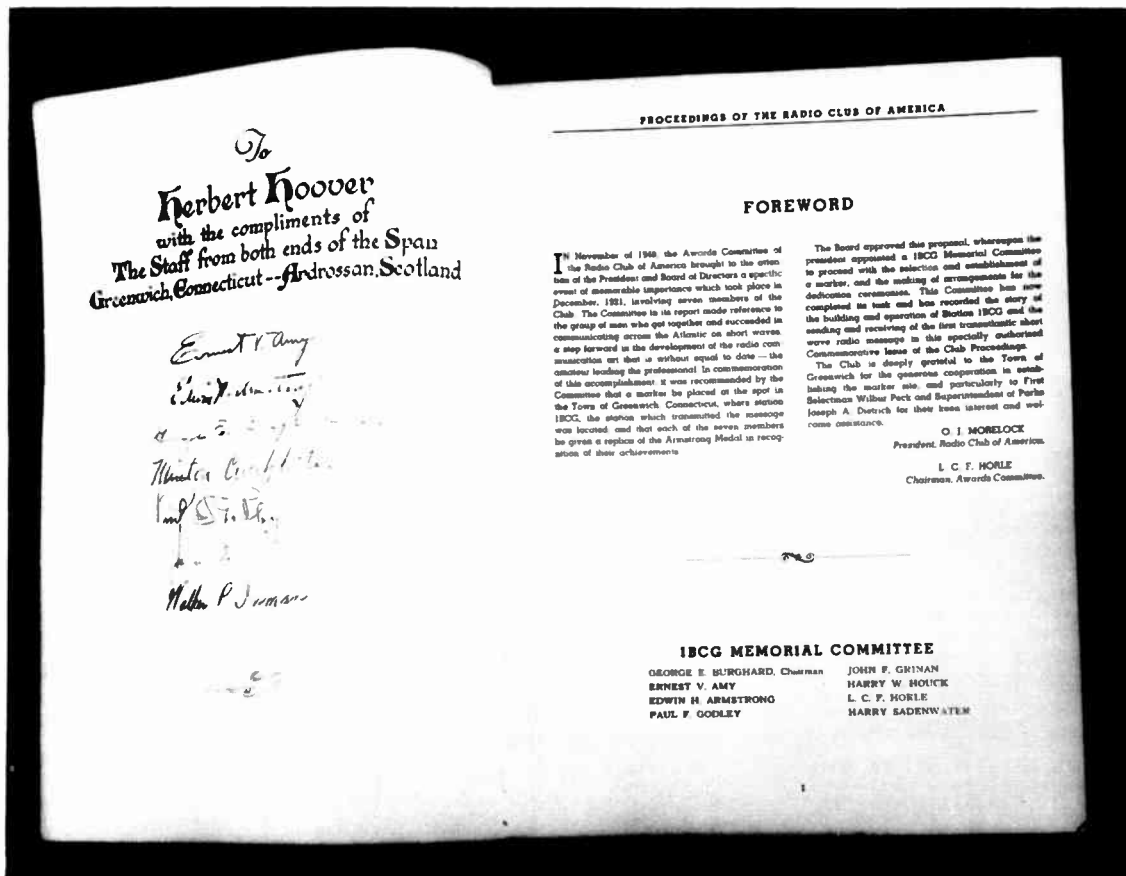 To
Herbert Hoover
with the compliments of
The Staff from both ends of the Span
Greenwich, Connecticut--Ardrossan, Scotland
Ernest V. Amy
Walker P. Inman
PROCEEDINGS OF THE RADIO CLUB OF AMERICA
FOREWORD
IN November of 1949, the Awards Committee of
the Radio Club of America brought to the atten-
tion of the President and Board of Directors a specific
event of memorable importance which took place in
December, 1921, involving seven members of the
Club. The Committee in its report made reference to
the group of men who got together and succeeded in
communicating across the Atlantic on short waves,
a step forward in the development of the radio com-
munication art that is without equal to date — the
amateur leading the professional. In commemoration
of this accomplishment, it was recommended by the
Committee that a marker be placed at the spot in
the Town of Greenwich, Connecticut, where station
1BCG, the station which transmitted the message
was located, and that each of the seven members
be given a replica of the Armstrong Medal in recog-
nition of their achievements.
The Board approved this proposal, whereupon the
president appointed a 1BCG Memorial Committee
to proceed with the selection and establishment of
a marker, and the making of arrangements for the
dedication ceremonies. This Committee has now
completed its task and has recorded the story of
the building and operation of Station 1BCG and the
sending and receiving of the first transatlantic short
wave radio message in this specially authorized
Commemorative Issue of the Club Proceedings.
The Club is deeply grateful to the Town of
Greenwich for the generous cooperation in estab-
lishing the marker site, and particularly to First
Selectman Wilbur Peck and Superintendent of Parks
Joseph A. Dietrich for their keen interest and wel-
come assistance.
O. J. MORELOCK
President, Radio Club of America.
L. C. F. HORLE
Chairman, Awards Committee.
1BCG MEMORIAL COMMITTEE
GEORGE E. BURGHARD, Chairman
ERNEST V. AMY
EDWIN H. ARMSTRONG
PAUL F. GODLEY
JOHN F. GRINAN
HARRY W. HOUCK
L. C. F. HORLE
HARRY SADENWATER
1